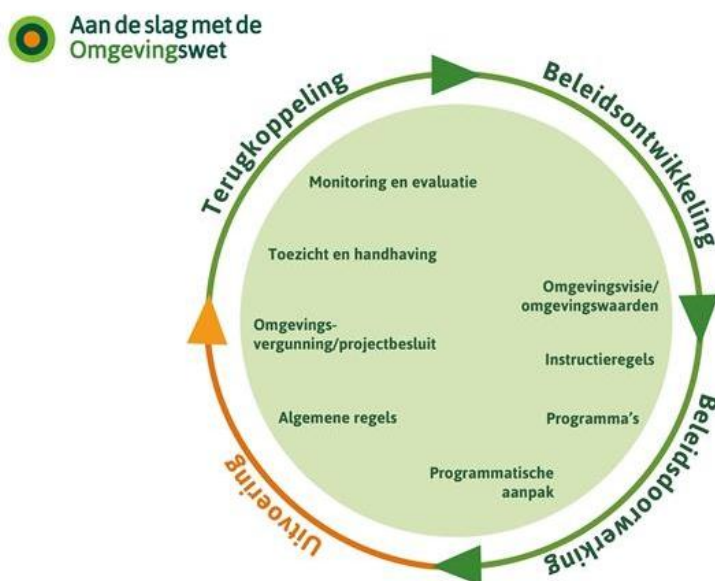 Aan de slag met de
Omgevingswet
Terugkoppeling
Beleidsontwikkeling
Monitoring en evaluatie
Toezicht en handhaving
Omgevingsvisie/
omgevingswaarden
Omgevings-
vergunning/projectbesluit
Instructieregels
Algemene regels
Programma's
Programmatische
aanpak
Uitvoering
Beleidsdoorwerking